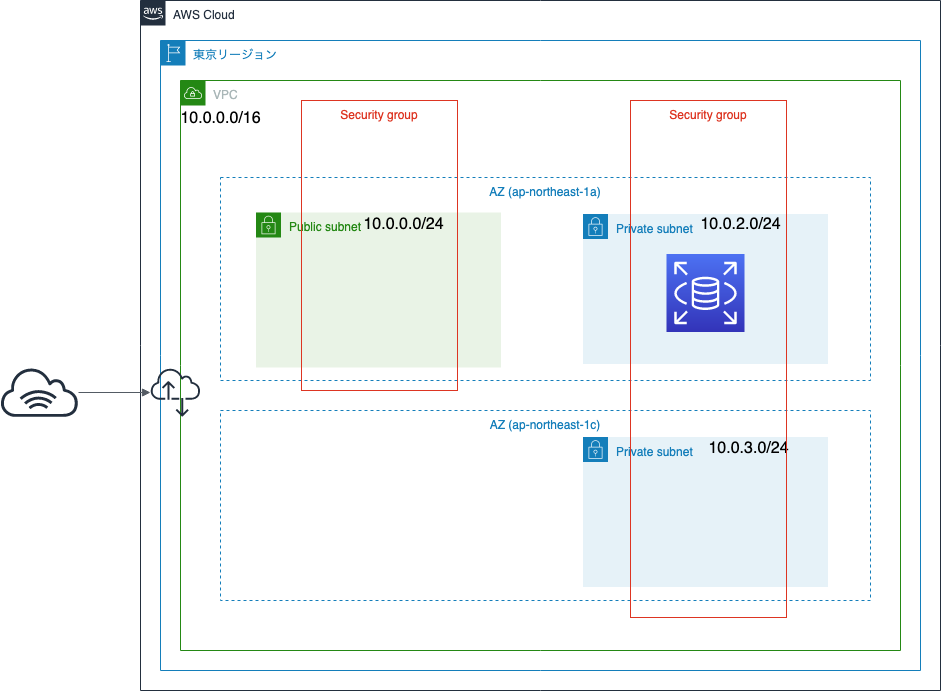 aws
AWS Cloud
東京リージョン
VPC
10.0.0.0/16
Security group
Security group
AZ (ap-northeast-1a)
Public subnet 10.0.0.0/24
Private subnet 10.0.2.0/24
AZ (ap-northeast-1c)
Private subnet 10.0.3.0/24